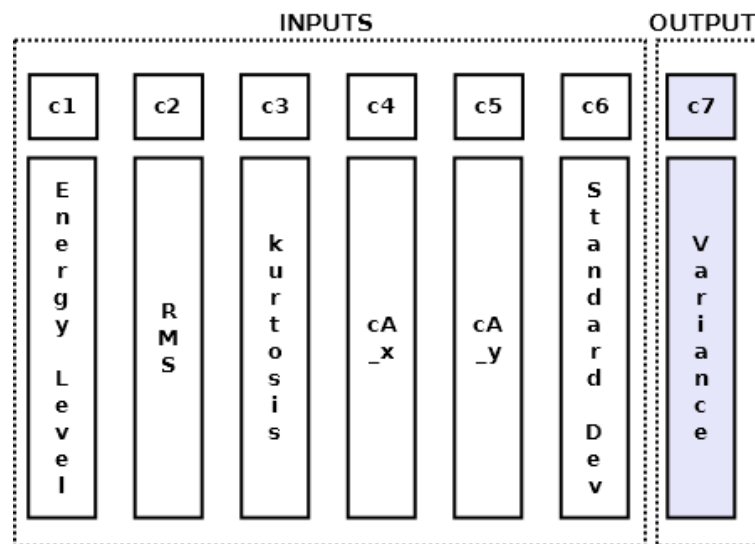 INPUTS
OUTPUT
c1
c2
c3
c4
c5
c6
c7
Energy Level
RMS
kurtosis
cA_x
cA_y
Standard Dev
Variance